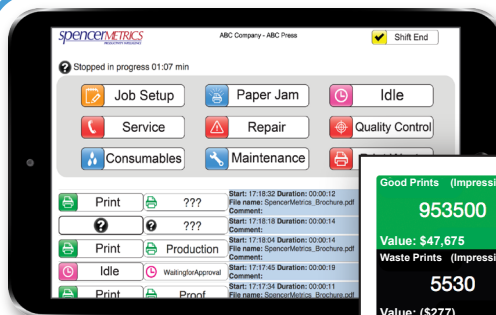 spencerMETRICS
PRODUCTIVITY INTELLIGENCE
ABC Company - ABC Press
Shift End
Stopped in progress 01:07 min
Job Setup
Paper Jam
Idle
Service
Repair
Quality Control
Consumables
Maintenance
Print ???
Start: 17:18:32 Duration: 00:00:12
File name: SpencerMetrics_Brochure.pdf
Comment:
? ???
Start: 17:18:18 Duration: 00:00:14
Comment:
Print Production
Start: 17:18:04 Duration: 00:00:14
File name: SpencerMetrics_Brochure.pdf
Comment:
Idle WaitingforApproval
Start: 17:17:45 Duration: 00:00:19
Comment:
Print Proof
Start: 17:17:34 Duration: 00:00:11
File name: SpencerMetrics_Brochure.pdf
Good Prints (Impressi
953500
Value: $47,675
Waste Prints (Impressi
5530
Value: ($277)